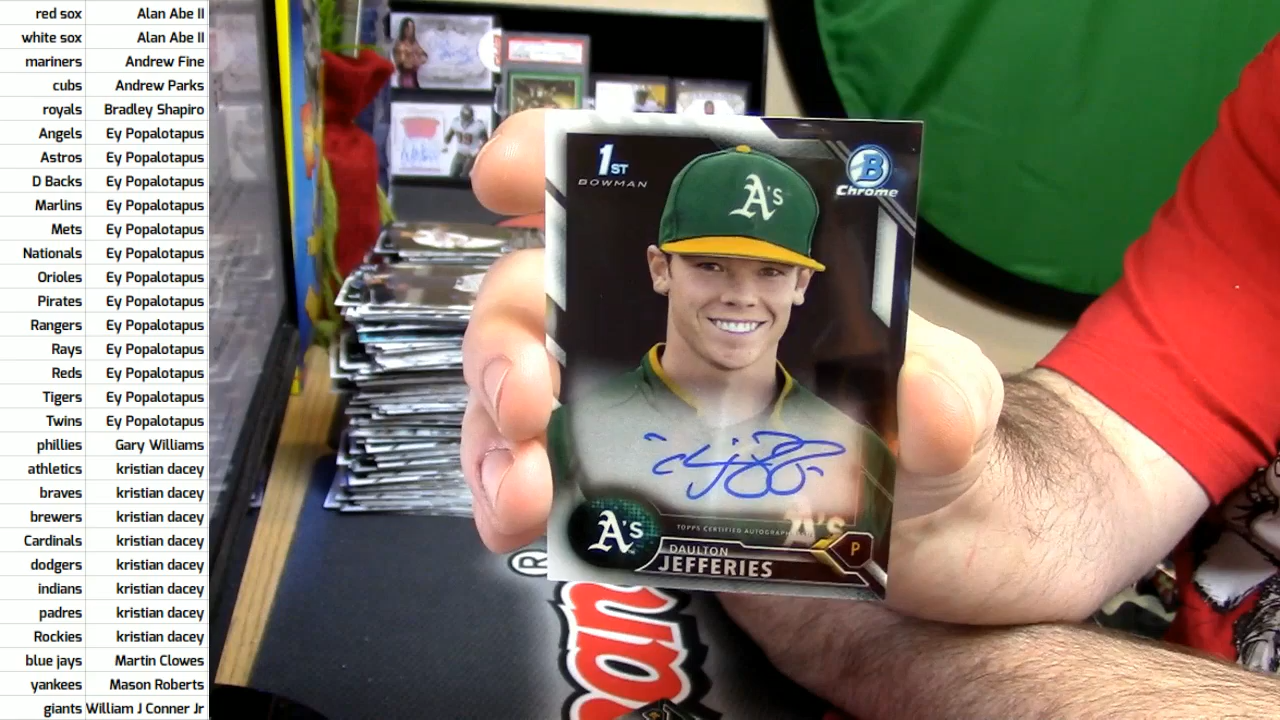 red sox Alan Abe II
white sox Alan Abe II
mariners Andrew Fine
cubs Andrew Parks
royals Bradley Shapiro
Angels Ey Popalotapus
Astros Ey Popalotapus
D Backs Ey Popalotapus
Marlins Ey Popalotapus
Mets Ey Popalotapus
Nationals Ey Popalotapus
Orioles Ey Popalotapus
Pirates Ey Popalotapus
Rangers Ey Popalotapus
Rays Ey Popalotapus
Reds Ey Popalotapus
Tigers Ey Popalotapus
Twins Ey Popalotapus
phillies Gary Williams
athletics kristian dacey
braves kristian dacey
brewers kristian dacey
Cardinals kristian dacey
dodgers kristian dacey
indians kristian dacey
padres kristian dacey
Rockies kristian dacey
blue jays Martin Clowes
yankees Mason Roberts
giants William J Conner Jr
1ST
BOWMAN
B
Chrome
A's
A's
TOPPS CERTIFIED AUTOGRAPH
A's
P
DAULTON
JEFFERIES